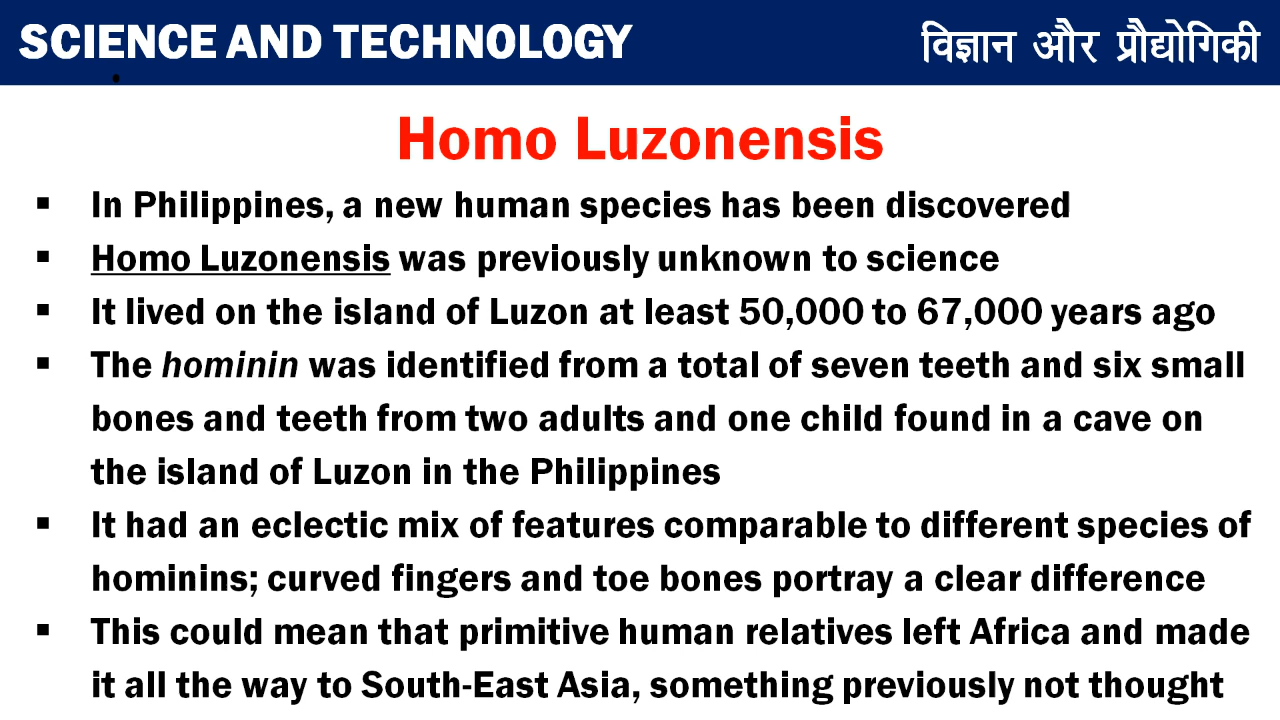 SCIENCE AND TECHNOLOGY
विज्ञान और प्रौद्योगिकी
Homo Luzonensis
▪ In Philippines, a new human species has been discovered
▪ Homo Luzonensis was previously unknown to science
▪ It lived on the island of Luzon at least 50,000 to 67,000 years ago
▪ The hominin was identified from a total of seven teeth and six small
bones and teeth from two adults and one child found in a cave on
the island of Luzon in the Philippines
▪ It had an eclectic mix of features comparable to different species of
hominins; curved fingers and toe bones portray a clear difference
▪ This could mean that primitive human relatives left Africa and made
it all the way to South-East Asia, something previously not thought